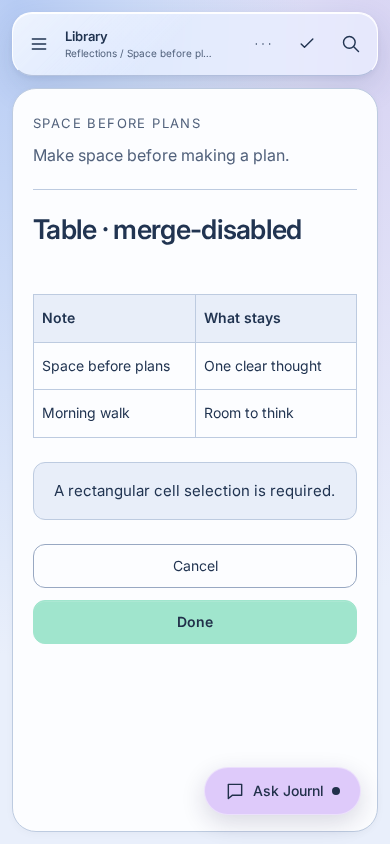 Library
Reflections / Space before pl...
SPACE BEFORE PLANS
Make space before making a plan.
Table · merge-disabled
Note What stays
Space before plans One clear thought
Morning walk Room to think
A rectangular cell selection is required.
Cancel
Done
Ask Journl